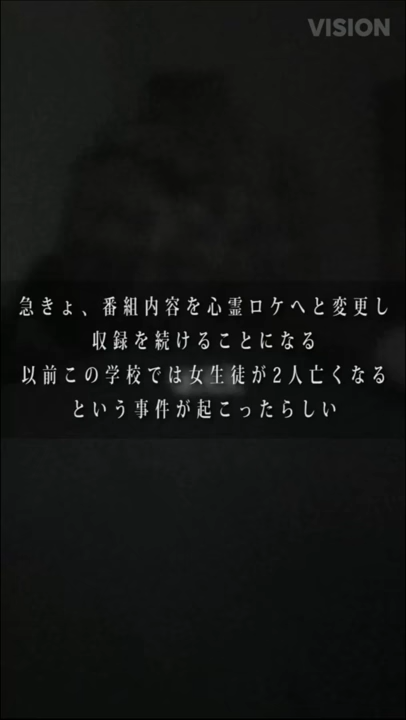 VISION
急きょ、番組内容を心霊ロケへと変更し
収録を続けることになる
以前この学校では女生徒が2人亡くなる
という事件が起こったらしい